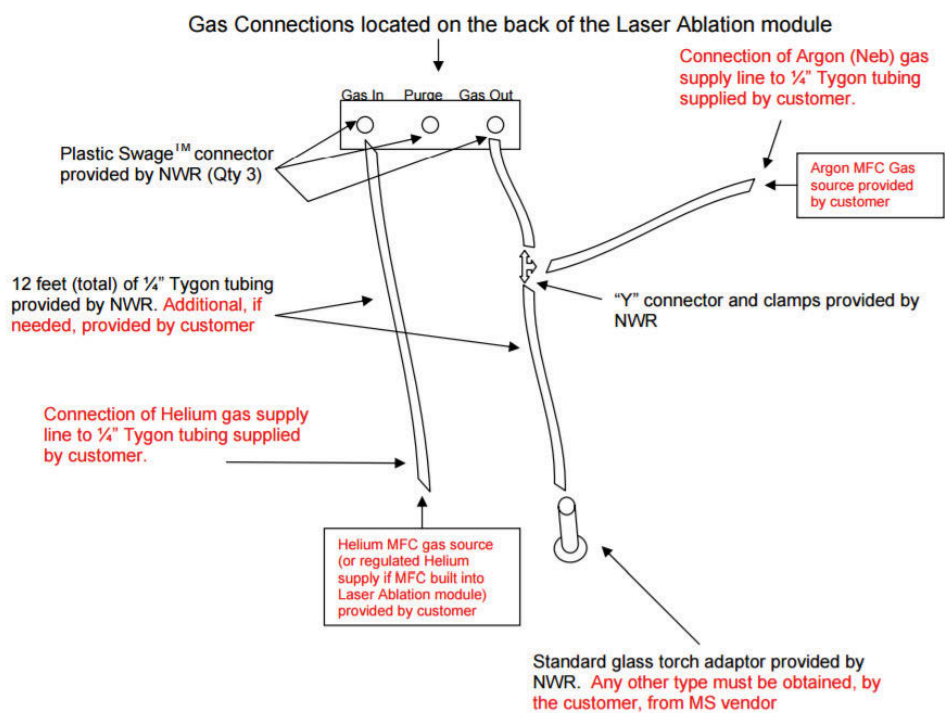 Gas Connections located on the back of the Laser Ablation module
Connection of Argon (Neb) gas
supply line to ¼” Tygon tubing
supplied by customer.
Gas In Purge Gas Out
Plastic Swage™ connector
provided by NWR (Qty 3)
Argon MFC Gas
source provided
by customer
12 feet (total) of ¼” Tygon tubing
provided by NWR. Additional, if
needed, provided by customer
“Y” connector and clamps provided by
NWR
Connection of Helium gas supply
line to ¼” Tygon tubing supplied
by customer.
Helium MFC gas source
(or regulated Helium
supply if MFC built into
Laser Ablation module)
provided by customer
Standard glass torch adaptor provided by
NWR. Any other type must be obtained, by
the customer, from MS vendor